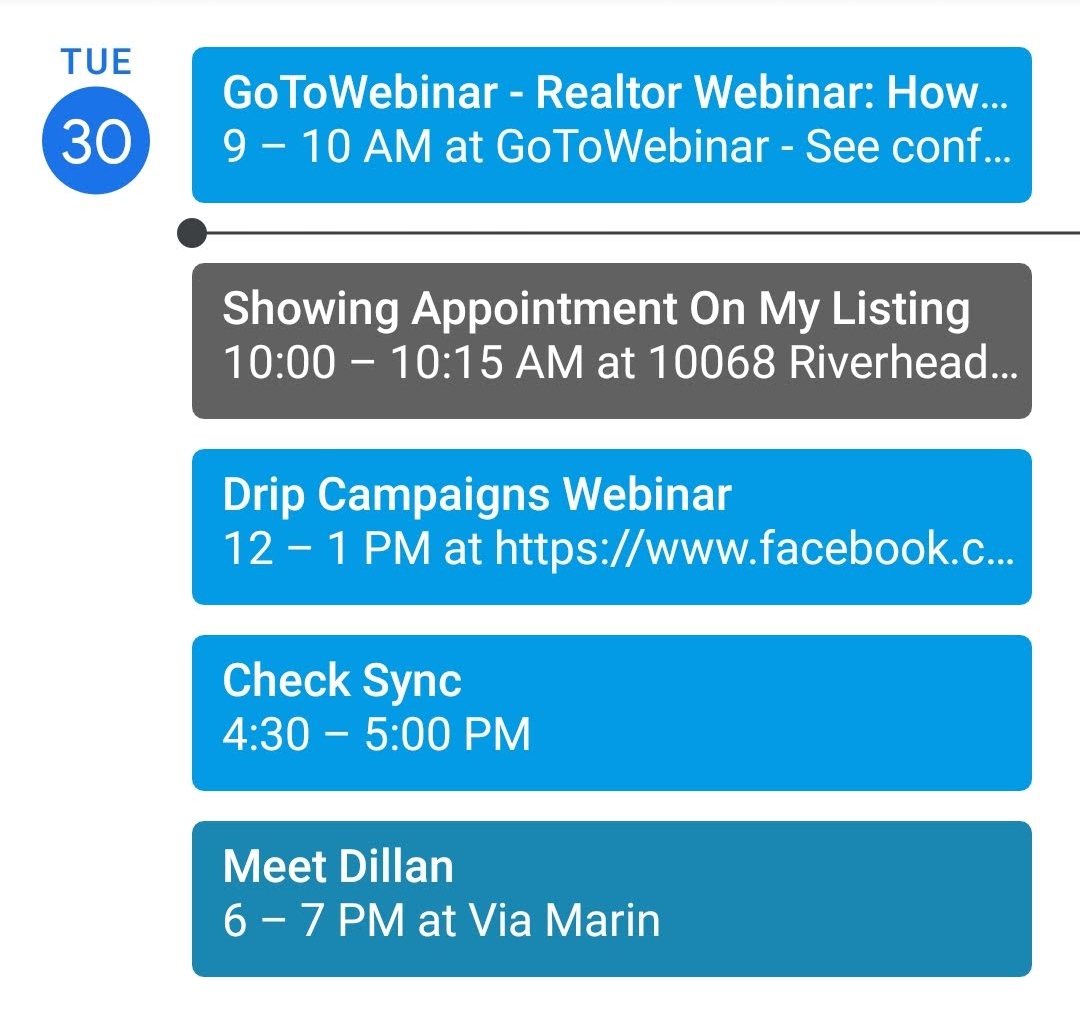 TUE
30
GoToWebinar - Realtor Webinar: How...
9 – 10 AM at GoToWebinar - See conf...
Showing Appointment On My Listing
10:00 – 10:15 AM at 10068 Riverhead...
Drip Campaigns Webinar
12 – 1 PM at https://www.facebook.c...
Check Sync
4:30 – 5:00 PM
Meet Dillan
6 – 7 PM at Via Marin